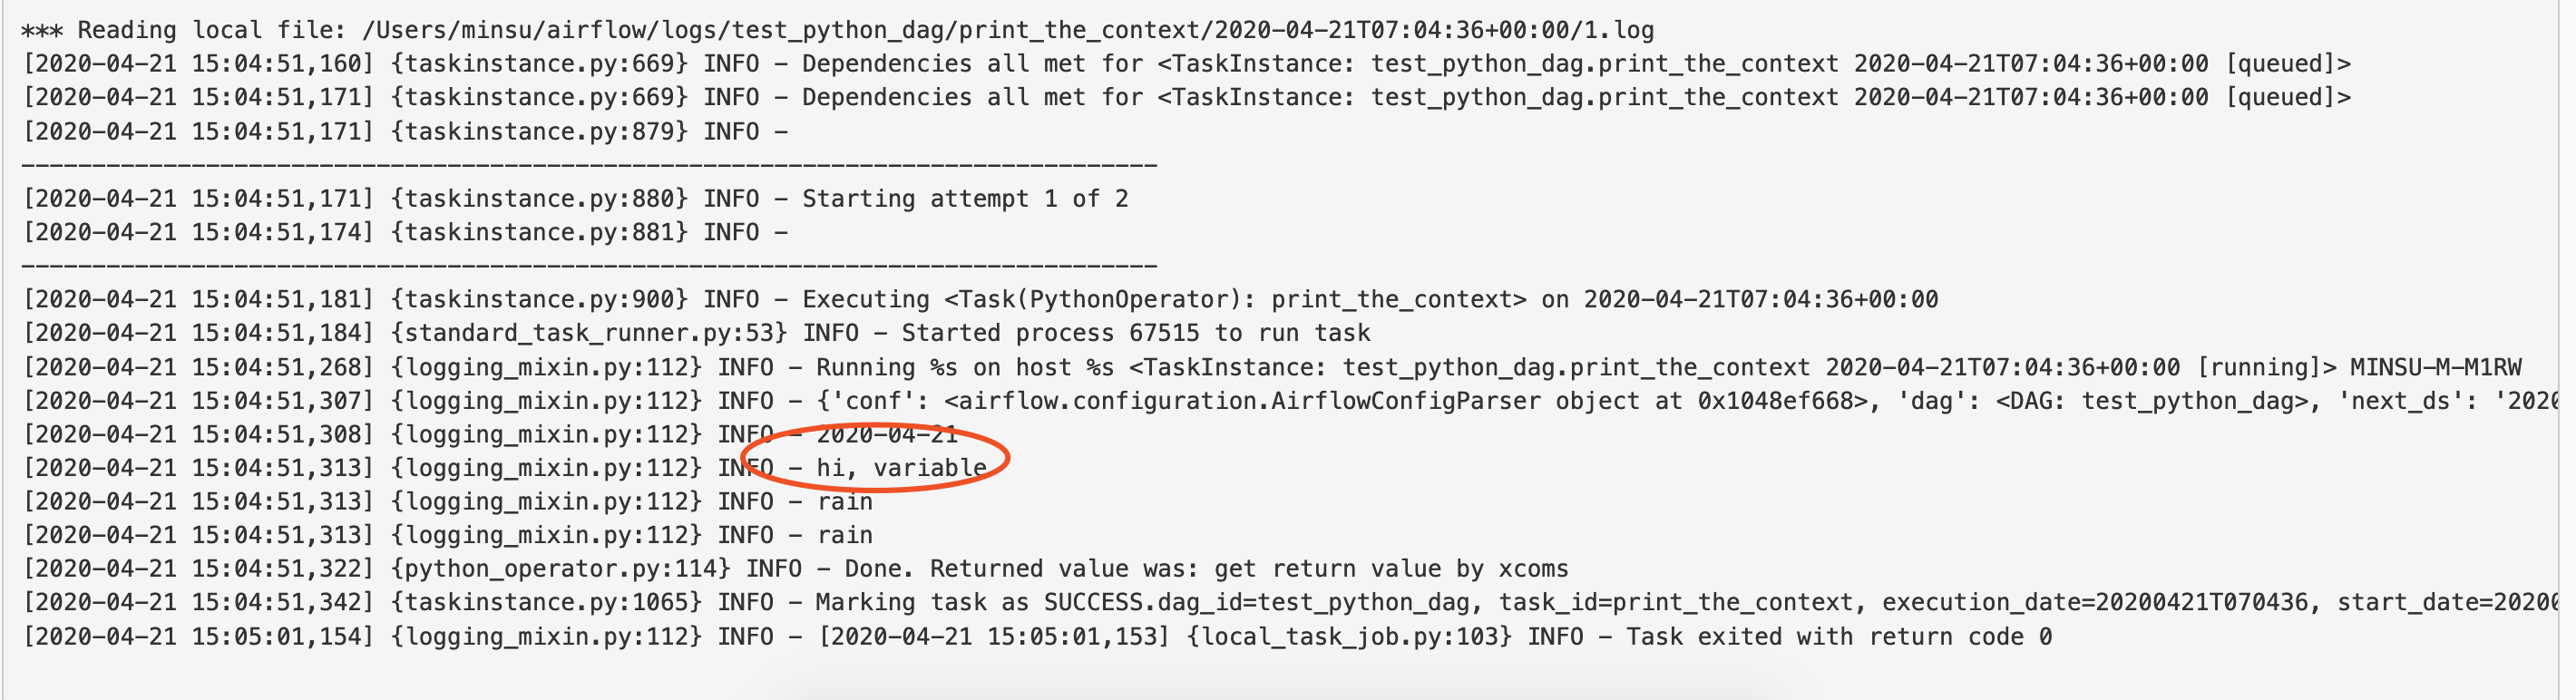 *** Reading local file: /Users/minsu/airflow/logs/test_python_dag/print_the_context/2020-04-21T07:04:36+00:00/1.log
[2020-04-21 15:04:51,160] {taskinstance.py:669} INFO - Dependencies all met for <TaskInstance: test_python_dag.print_the_context 2020-04-21T07:04:36+00:00 [queued]>
[2020-04-21 15:04:51,171] {taskinstance.py:669} INFO - Dependencies all met for <TaskInstance: test_python_dag.print_the_context 2020-04-21T07:04:36+00:00 [queued]>
[2020-04-21 15:04:51,171] {taskinstance.py:879} INFO -
--------------------------------------------------------------------------------
[2020-04-21 15:04:51,171] {taskinstance.py:880} INFO - Starting attempt 1 of 2
[2020-04-21 15:04:51,174] {taskinstance.py:881} INFO -
--------------------------------------------------------------------------------
[2020-04-21 15:04:51,181] {taskinstance.py:900} INFO - Executing <Task(PythonOperator): print_the_context> on 2020-04-21T07:04:36+00:00
[2020-04-21 15:04:51,184] {standard_task_runner.py:53} INFO - Started process 67515 to run task
[2020-04-21 15:04:51,268] {logging_mixin.py:112} INFO - Running %s on host %s <TaskInstance: test_python_dag.print_the_context 2020-04-21T07:04:36+00:00 [running]> MINSU-M-M1RW
[2020-04-21 15:04:51,307] {logging_mixin.py:112} INFO - {'conf': <airflow.configuration.AirflowConfigParser object at 0x1048ef668>, 'dag': <DAG: test_python_dag>, 'next_ds': '2020
[2020-04-21 15:04:51,308] {logging_mixin.py:112} INFO - 2020-04-21
[2020-04-21 15:04:51,313] {logging_mixin.py:112} INFO - hi, variable
[2020-04-21 15:04:51,313] {logging_mixin.py:112} INFO - rain
[2020-04-21 15:04:51,313] {logging_mixin.py:112} INFO - rain
[2020-04-21 15:04:51,322] {python_operator.py:114} INFO - Done. Returned value was: get return value by xcoms
[2020-04-21 15:04:51,342] {taskinstance.py:1065} INFO - Marking task as SUCCESS.dag_id=test_python_dag, task_id=print_the_context, execution_date=20200421T070436, start_date=20200
[2020-04-21 15:05:01,154] {logging_mixin.py:112} INFO - [2020-04-21 15:05:01,153] {local_task_job.py:103} INFO - Task exited with return code 0